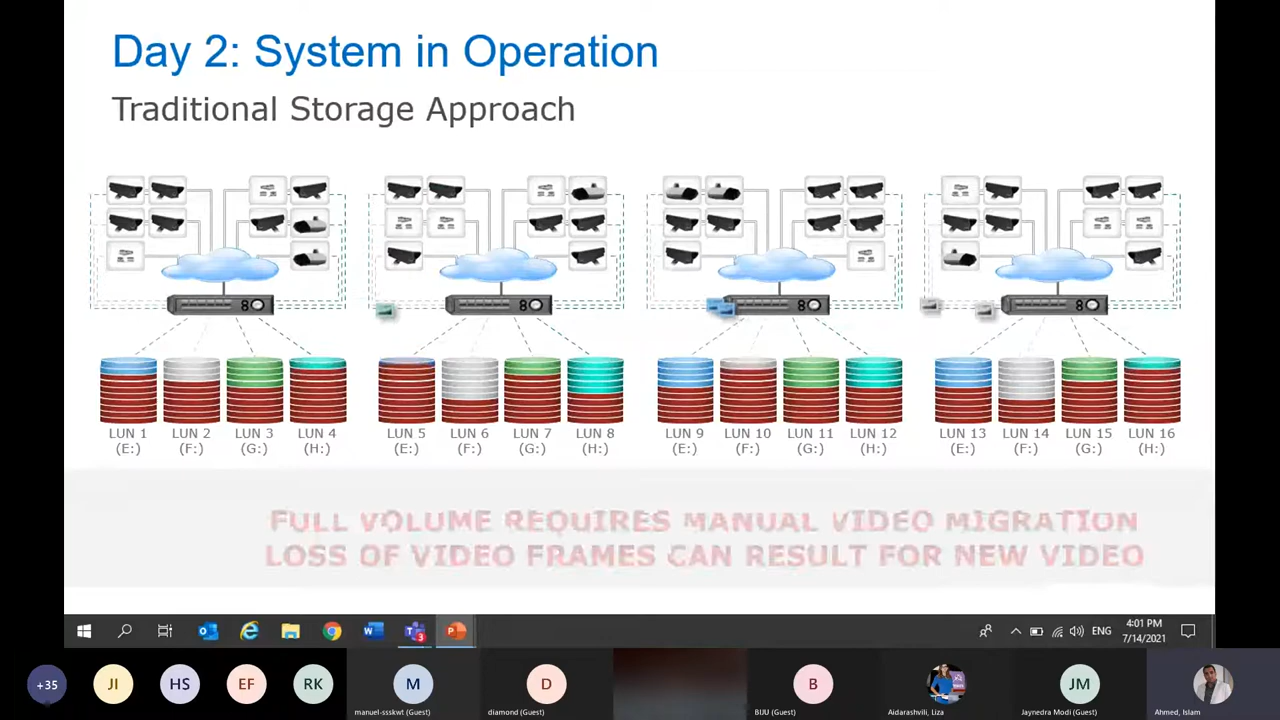 Day 2: System in Operation
Traditional Storage Approach
LUN 1 LUN 2 LUN 3 LUN 4 LUN 5 LUN 6 LUN 7 LUN 8 LUN 9 LUN 10 LUN 11 LUN 12 LUN 13 LUN 14 LUN 15 LUN 16
(E:) (F:) (G:) (H:) (E:) (F:) (G:) (H:) (E:) (F:) (G:) (H:) (E:) (F:) (G:) (H:)
FULL VOLUME REQUIRES MANUAL VIDEO MIGRATION
LOSS OF VIDEO FRAMES CAN RESULT FOR NEW VIDEO
3
ENG
4:01 PM
7/14/2021
+35 JI HS EF RK M D B JM
manuel-ssskwt (Guest) diamond (Guest) BIJU (Guest) Aidarashvili, Liza Jaynedra Modi (Guest) Ahmed, Islam